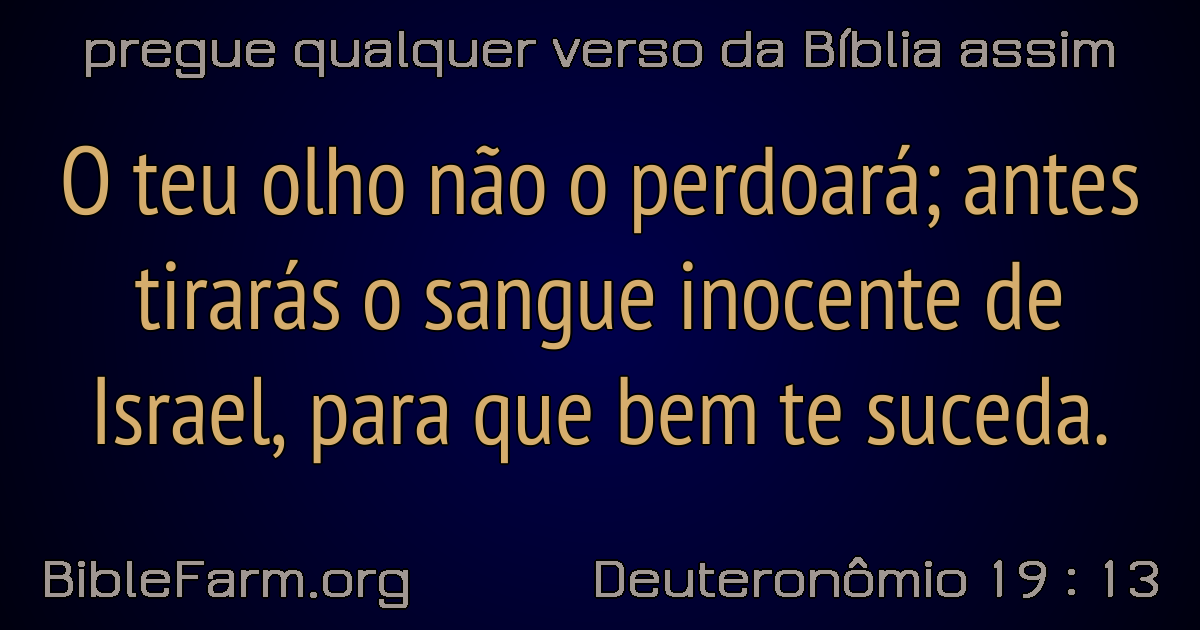 pregue qualquer verso da Bíblia assim
O teu olho não o perdoará; antes
tirarás o sangue inocente de
Israel, para que bem te suceda.
BibleFarm.org
Deuteronômio 19 : 13